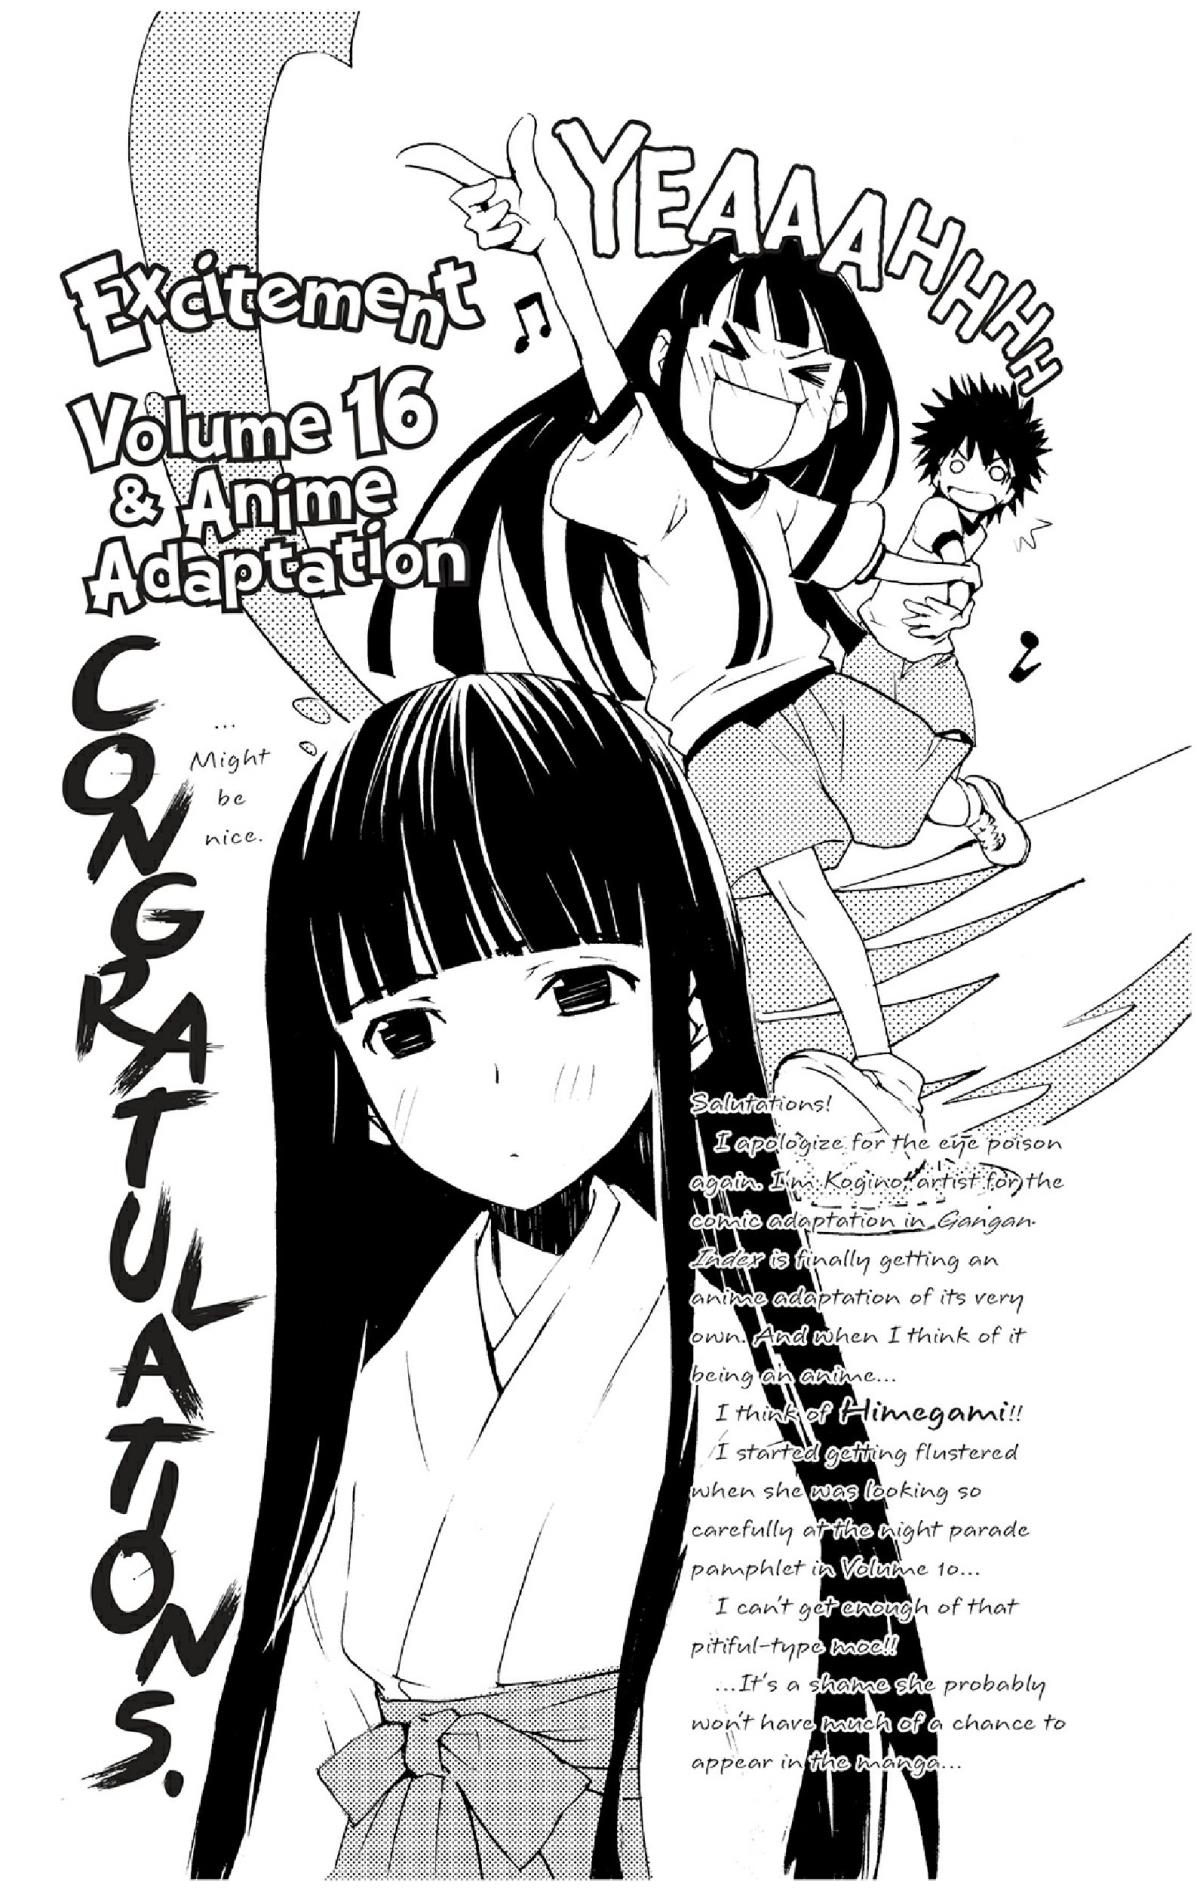 YEAAAAHHHHH
Excitement
Volume 16
& Anime
Adaptation
CONGRATULATIONS.
...
Might
be
nice.
Salutations!
I apologize for the eye poison
again. I'm Kogino, artist for the
comic adaptation in Gangan.
Index is finally getting an
anime adaptation of its very
own. And when I think of it
being an anime...
I think of Himegami!!
I started getting flustered
when she was looking so
carefully at the night parade
pamphlet in Volume 10...
I can't get enough of that
pitiful-type moe!!
...It's a shame she probably
won't have much of a chance to
appear in the manga...